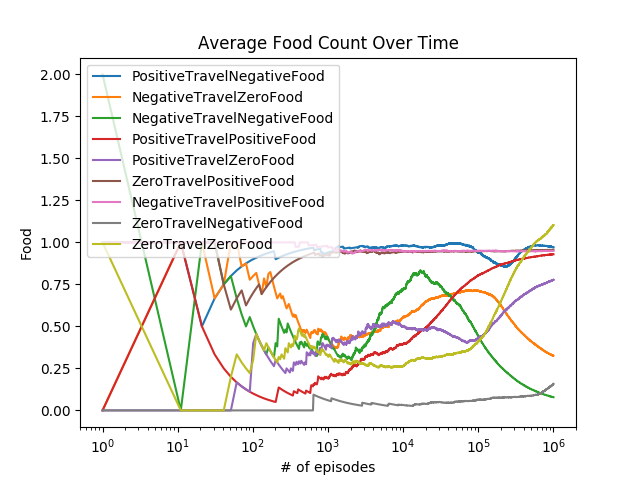 Average Food Count Over Time
PositiveTravelNegativeFood
NegativeTravelZeroFood
NegativeTravelNegativeFood
PositiveTravelPositiveFood
PositiveTravelZeroFood
ZeroTravelPositiveFood
NegativeTravelPositiveFood
ZeroTravelNegativeFood
ZeroTravelZeroFood
Food
2.00
1.75
1.50
1.25
1.00
0.75
0.50
0.25
0.00
10⁰ 10¹ 10² 10³ 10⁴ 10⁵ 10⁶
# of episodes